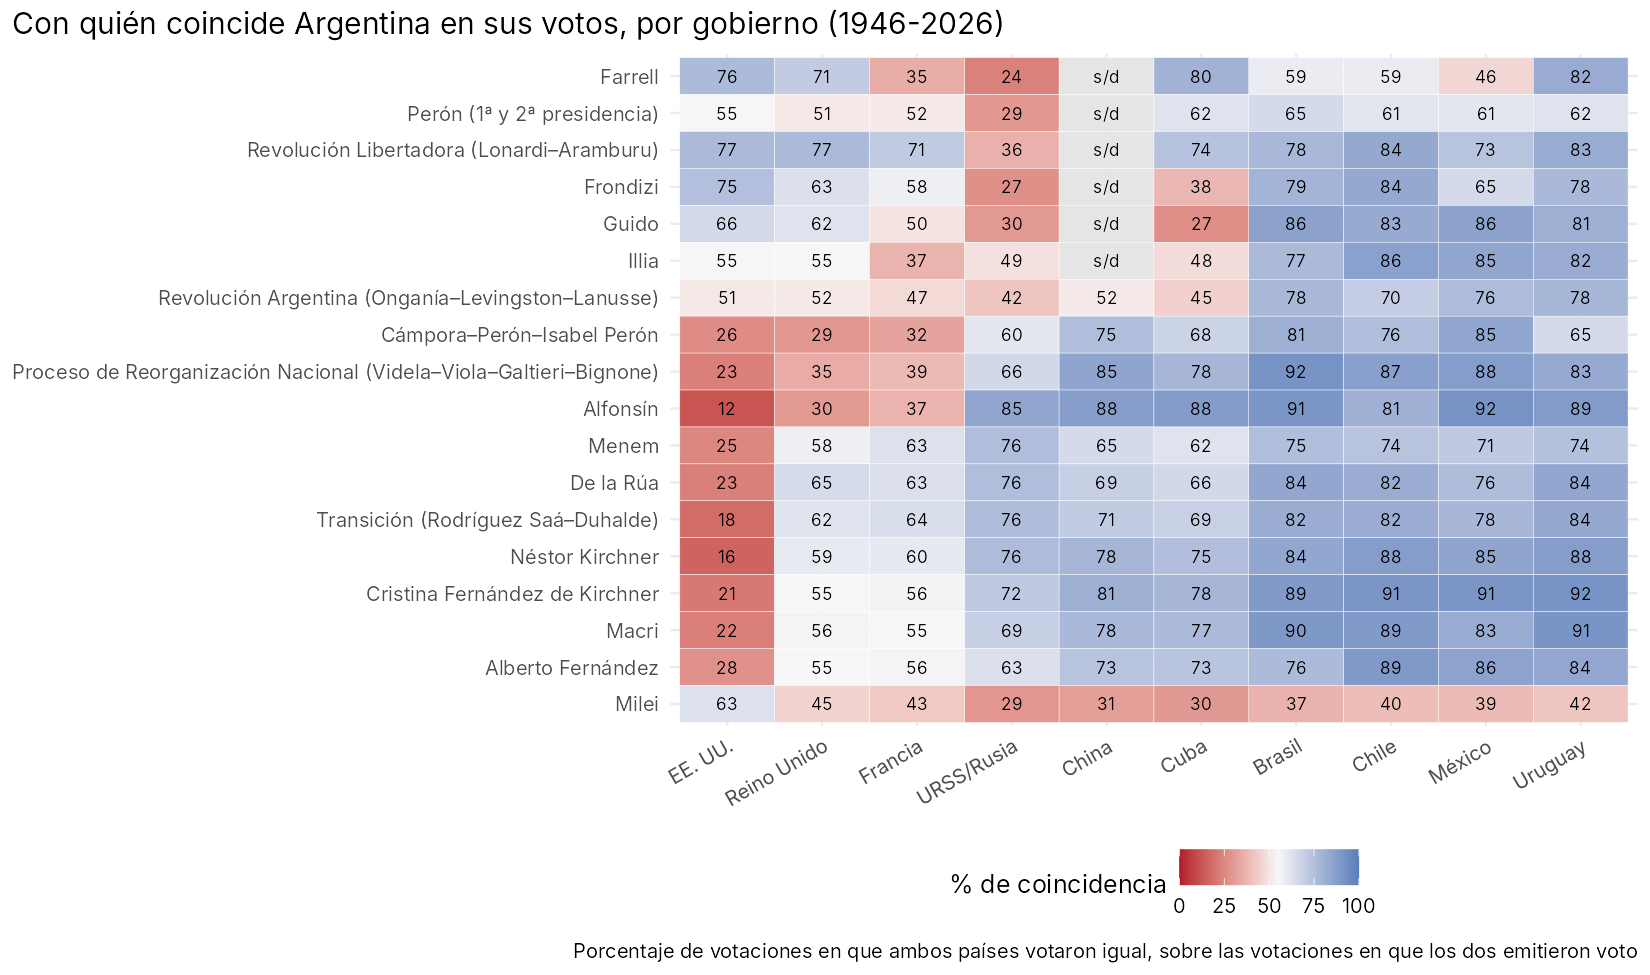 Con quién coincide Argentina en sus votos, por gobierno (1946-2026)
Farrell 76 71 35 24 s/d 80 59 59 46 82
Perón (1ª y 2ª presidencia) 55 51 52 29 s/d 62 65 61 61 62
Revolución Libertadora (Lonardi–Aramburu) 77 77 71 36 s/d 74 78 84 73 83
Frondizi 75 63 58 27 s/d 38 79 84 65 78
Guido 66 62 50 30 s/d 27 86 83 86 81
Illia 55 55 37 49 s/d 48 77 86 85 82
Revolución Argentina (Onganía–Levingston–Lanusse) 51 52 47 42 52 45 78 70 76 78
Cámpora–Perón–Isabel Perón 26 29 32 60 75 68 81 76 85 65
Proceso de Reorganización Nacional (Videla–Viola–Galtieri–Bignone) 23 35 39 66 85 78 92 87 88 83
Alfonsín 12 30 37 85 88 88 91 81 92 89
Menem 25 58 63 76 65 62 75 74 71 74
De la Rúa 23 65 63 76 69 66 84 82 76 84
Transición (Rodríguez Saá–Duhalde) 18 62 64 76 71 69 82 82 78 84
Néstor Kirchner 16 59 60 76 78 75 84 88 85 88
Cristina Fernández de Kirchner 21 55 56 72 81 78 89 91 91 92
Macri 22 56 55 69 78 77 90 89 83 91
Alberto Fernández 28 55 56 63 73 73 76 89 86 84
Milei 63 45 43 29 31 30 37 40 39 42
EE. UU. Reino Unido Francia URSS/Rusia China Cuba Brasil Chile México Uruguay
% de coincidencia
0 25 50 75 100
Porcentaje de votaciones en que ambos países votaron igual, sobre las votaciones en que los dos emitieron voto